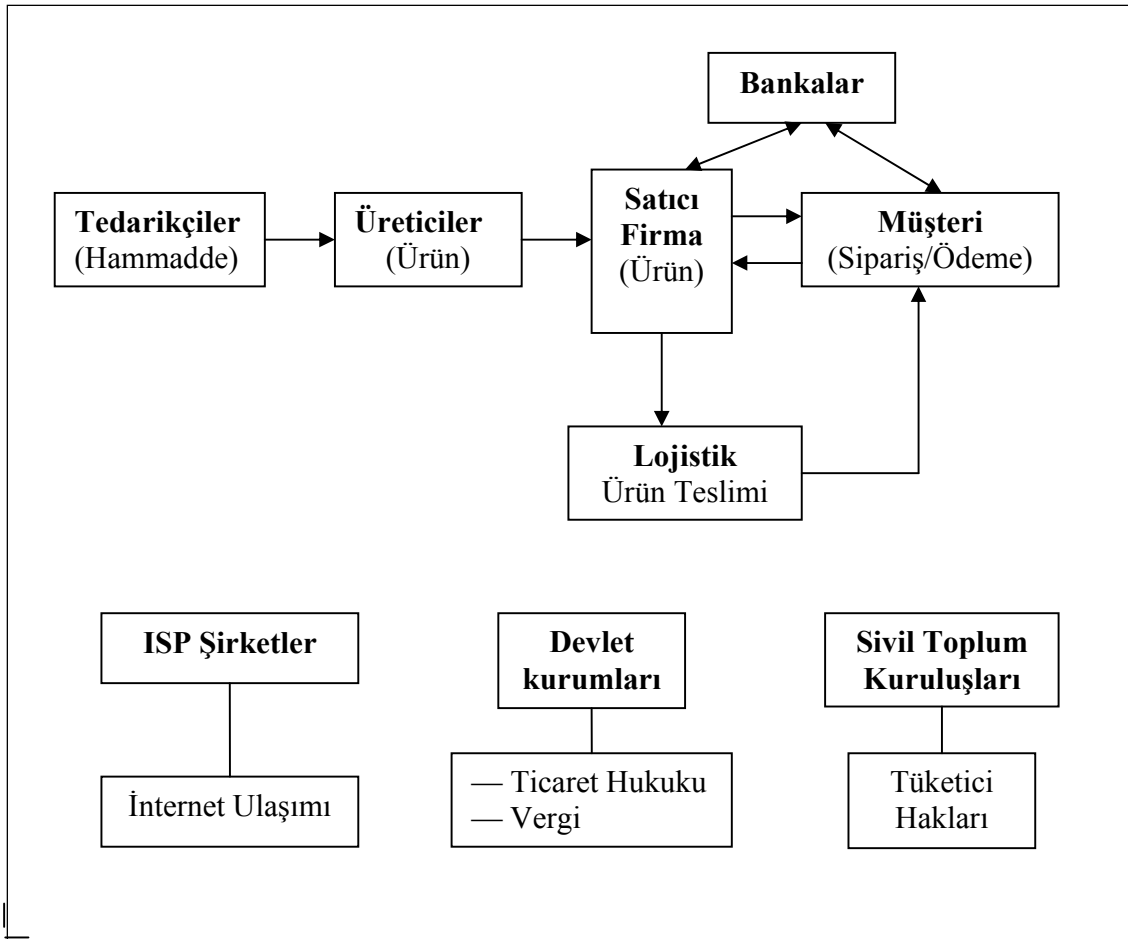 Bankalar
Tedarikçiler
(Hammadde)
Üreticiler
(Ürün)
Satıcı
Firma
(Ürün)
Müşteri
(Sipariş/Ödeme)
Lojistik
Ürün Teslimi
ISP Şirketler
İnternet Ulaşımı
Devlet
kurumları
— Ticaret Hukuku
— Vergi
Sivil Toplum
Kuruluşları
Tüketici
Hakları